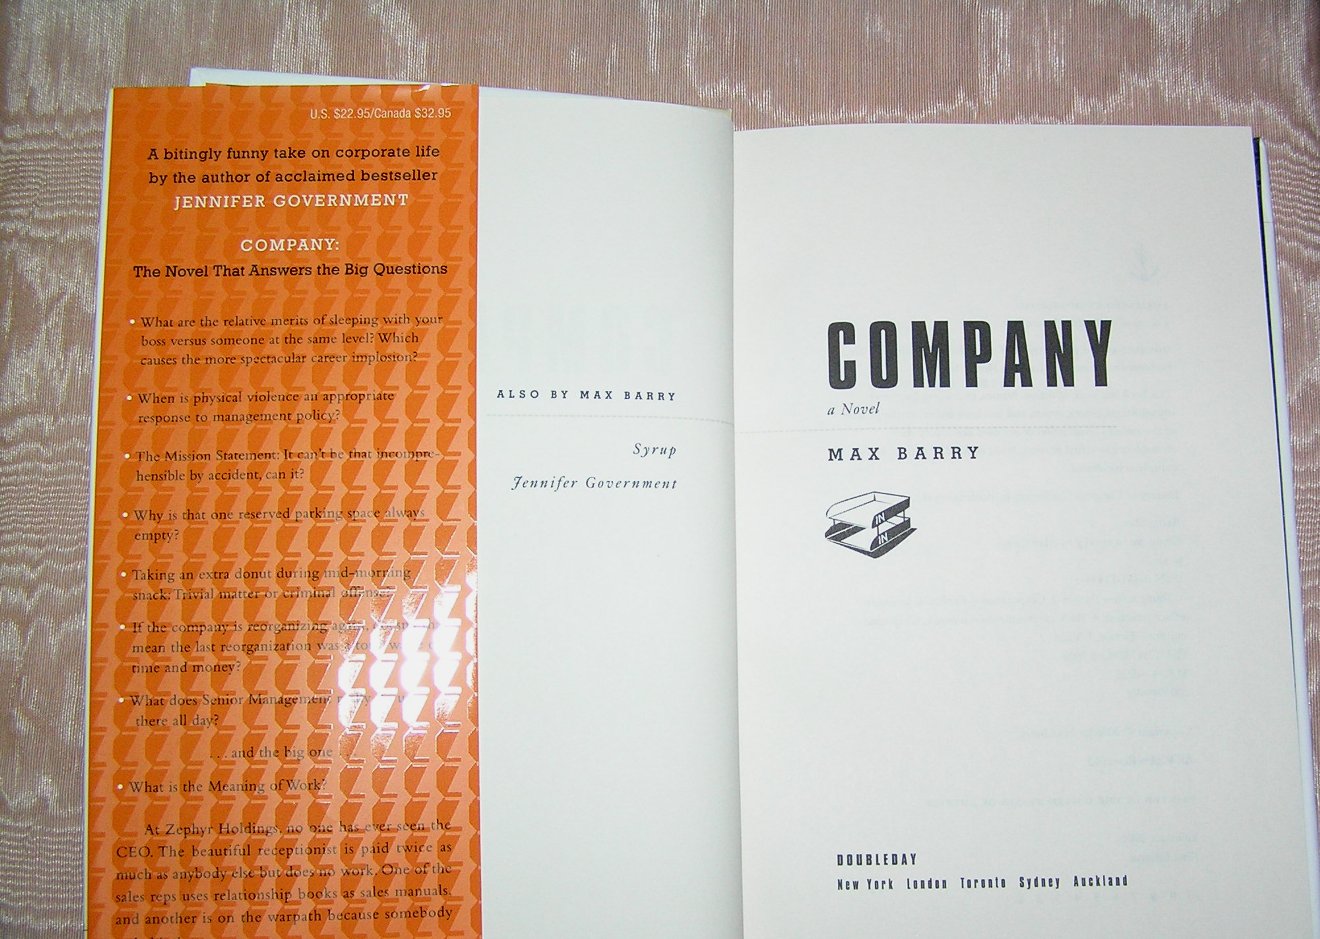 U.S. $22.95/Canada $32.95
A bitingly funny take on corporate life
by the author of acclaimed bestseller
JENNIFER GOVERNMENT
COMPANY:
The Novel That Answers the Big Questions
• What are the relative merits of sleeping with your
boss versus someone at the same level? Which
causes the more spectacular career implosion?
• When is physical violence an appropriate
response to management policy?
• The Mission Statement: It can't be that incompre-
hensible by accident, can it?
• Why is that one reserved parking space always
empty?
• Taking an extra donut during mid-morning
snack. Trivial matter or criminal offense?
• If the company is reorganizing
mean the last reorganization was a
time and money?
• What does Senior Management
there all day?
... and the big one
• What is the Meaning of Work?
At Zephyr Holdings, no one has ever seen the
CEO. The beautiful receptionist is paid twice as
much as anybody else but does no work. One of the
sales reps uses relationship books as sales manuals,
and another is on the warpath because somebody
ALSO BY MAX BARRY
Syrup
Jennifer Government
COMPANY
a Novel
MAX BARRY
IN
IN
DOUBLEDAY
New York London Toronto Sydney Auckland